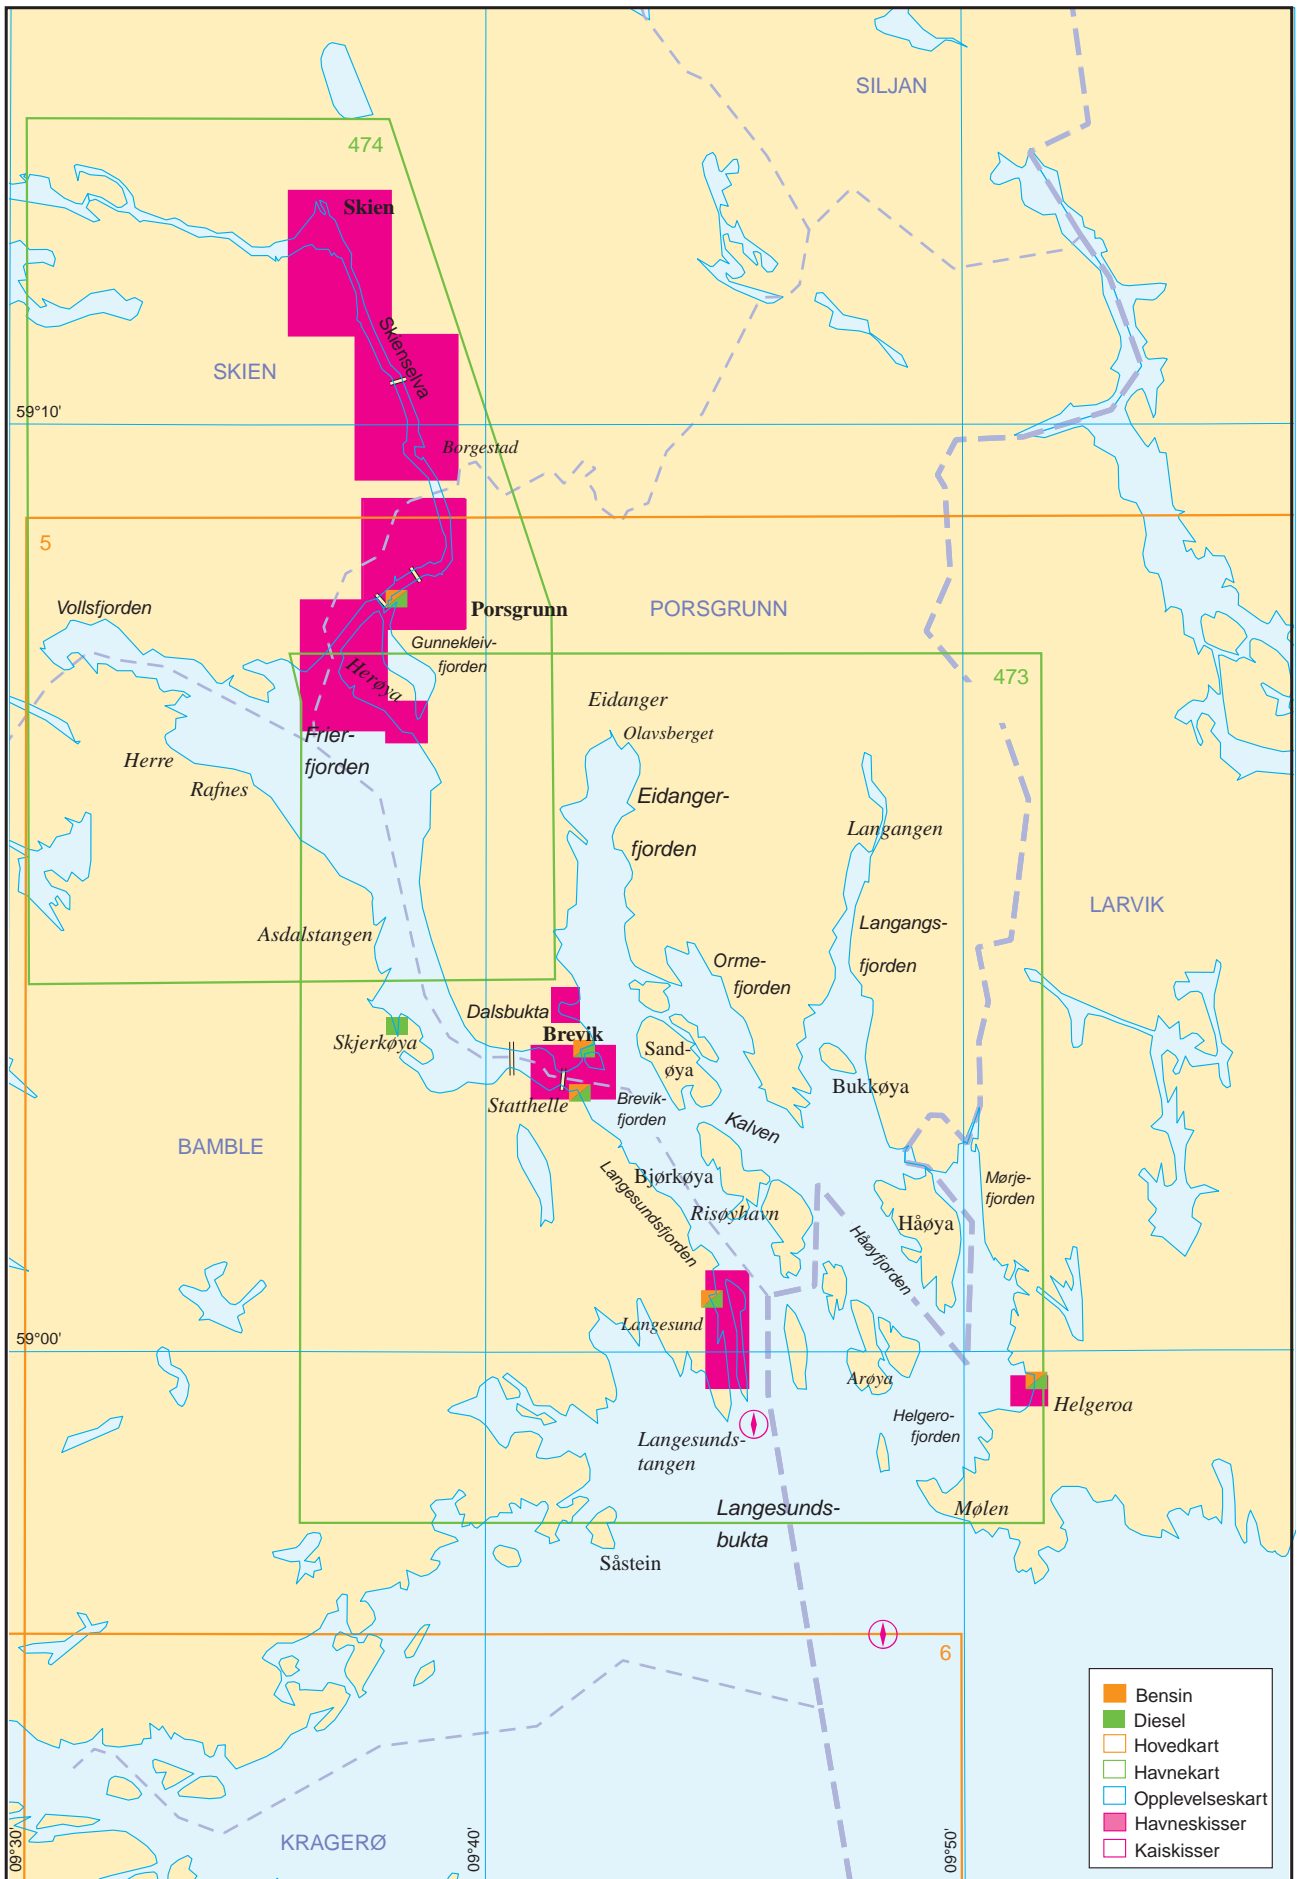 SILJAN
474
Skien
Skienselva
SKIEN
59°10'
Borgestad
5
Vollsfjorden
Porsgrunn
PORSGRUNN
Gunnekleiv-
fjorden
Herøya
473
Eidanger
Olavsberget
Frier-
fjorden
Herre
Rafnes
Eidanger-
fjorden
Langangen
LARVIK
Asdalstangen
Langangs-
fjorden
Orme-
fjorden
Dalsbukta
Brevik
Skjerkøya
Sand-
øya
Bukkøya
Statthelle
Brevik-
fjorden
Kalven
BAMBLE
Langesundsfjorden
Bjørkøya
Mørje-
fjorden
Risøyhavn
Håøya
Håøyfjorden
Langesund
59°00'
Arøya
Helgeroa
Helgero-
fjorden
Langesunds-
tangen
Langesunds-
bukta
Mølen
Såstein
6
Bensin
Diesel
Hovedkart
Havnekart
Opplevelseskart
Havneskisser
Kaiskisser
KRAGERØ
09°30'
09°40'
09°50'